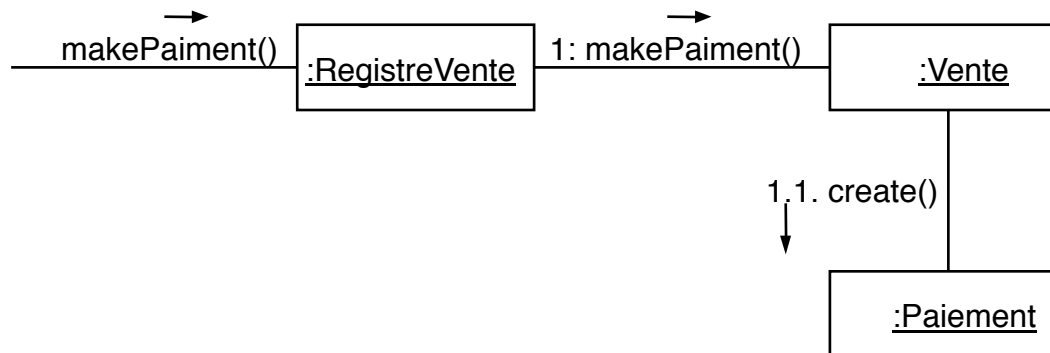 makePaiment()
:RegistreVente
1: makePaiment()
:Vente
1.1. create()
:Paiement